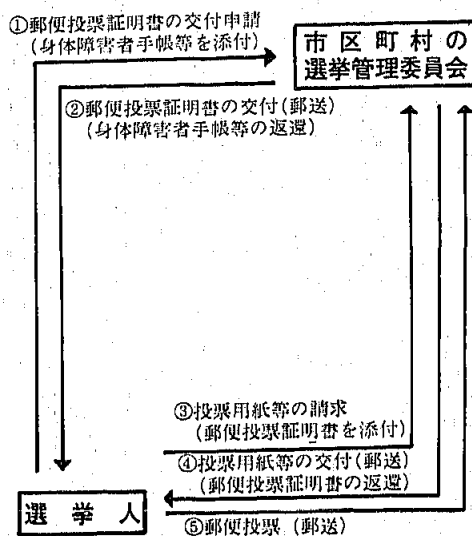 ①郵便投票証明書の交付申請
(身体障害者手帳等を添付)
市区町村の
選挙管理委員会
②郵便投票証明書の交付(郵送)
(身体障害者手帳等の返還)
③投票用紙等の請求
(郵便投票証明書を添付)
④投票用紙等の交付(郵送)
(郵便投票証明書の返還)
選挙人
⑤郵便投票(郵送)